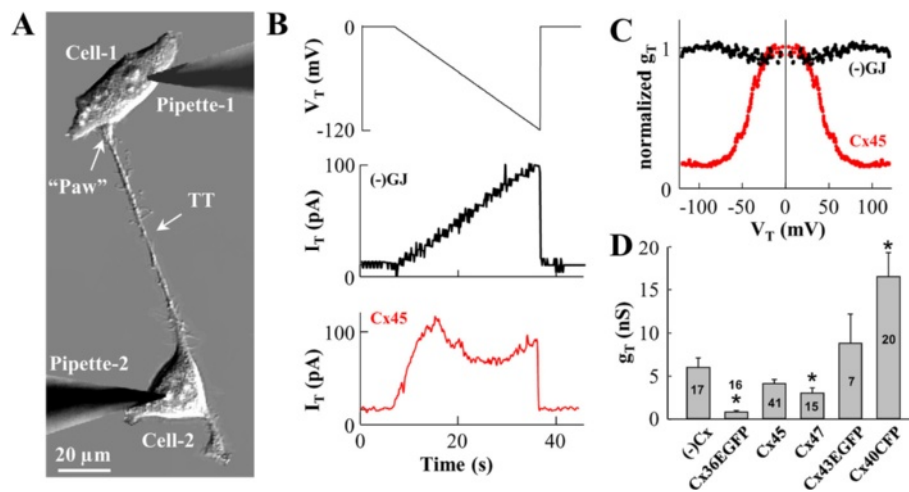 A
Cell-1
Pipette-1
"Paw"
TT
Pipette-2
Cell-2
20 µm
B
0
V_T (mV)
-120
(-)GJ
100
I_T (pA)
0
Cx45
100
I_T (pA)
0
0 20 40
Time (s)
C
normalized g_T
1
(-)GJ
Cx45
0
-100 -50 0 50 100
V_T (mV)
D
g_T (nS)
20
15
10
5
0
17
16
*
41
*
15
7
*
20
(-)Cx
Cx36EGFP
Cx45
Cx47
Cx43EGFP
Cx40CFP